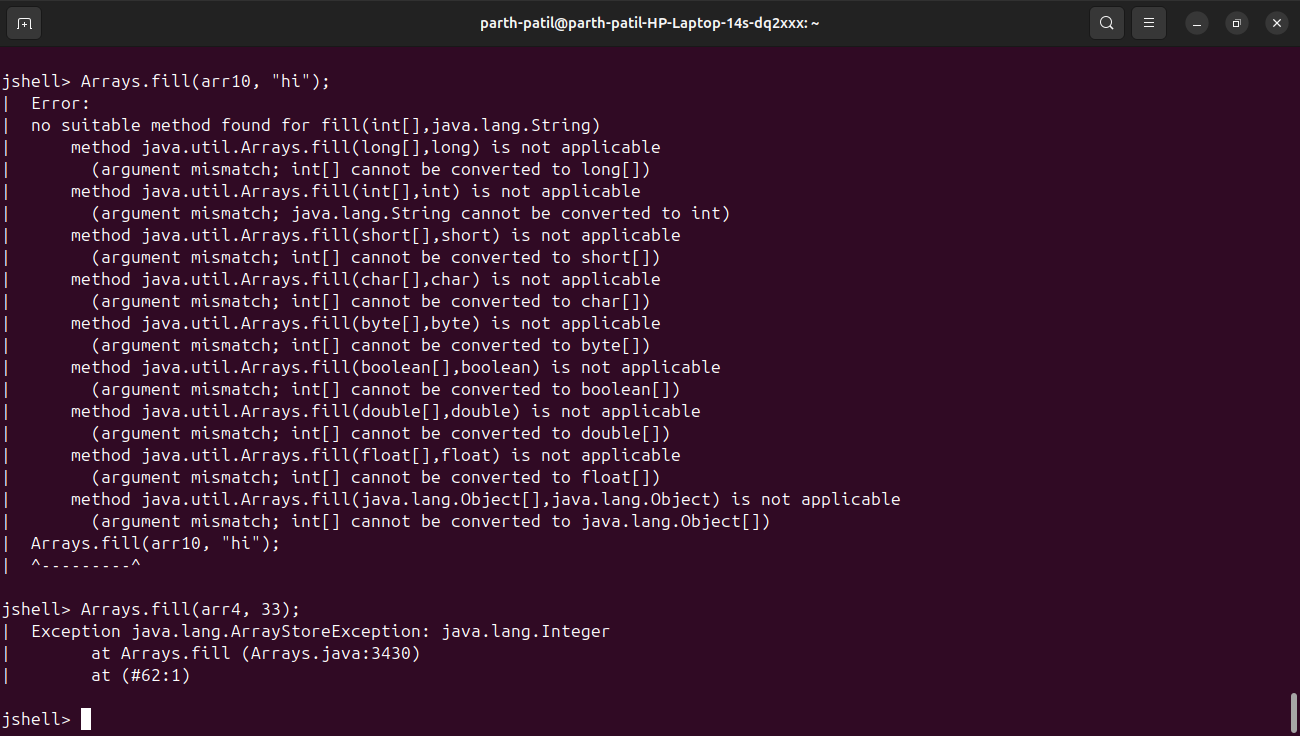 parth-patil@parth-patil-HP-Laptop-14s-dq2xxx: ~
jshell> Arrays.fill(arr10, "hi");
|  Error:
|  no suitable method found for fill(int[],java.lang.String)
|      method java.util.Arrays.fill(long[],long) is not applicable
|        (argument mismatch; int[] cannot be converted to long[])
|      method java.util.Arrays.fill(int[],int) is not applicable
|        (argument mismatch; java.lang.String cannot be converted to int)
|      method java.util.Arrays.fill(short[],short) is not applicable
|        (argument mismatch; int[] cannot be converted to short[])
|      method java.util.Arrays.fill(char[],char) is not applicable
|        (argument mismatch; int[] cannot be converted to char[])
|      method java.util.Arrays.fill(byte[],byte) is not applicable
|        (argument mismatch; int[] cannot be converted to byte[])
|      method java.util.Arrays.fill(boolean[],boolean) is not applicable
|        (argument mismatch; int[] cannot be converted to boolean[])
|      method java.util.Arrays.fill(double[],double) is not applicable
|        (argument mismatch; int[] cannot be converted to double[])
|      method java.util.Arrays.fill(float[],float) is not applicable
|        (argument mismatch; int[] cannot be converted to float[])
|      method java.util.Arrays.fill(java.lang.Object[],java.lang.Object) is not applicable
|        (argument mismatch; int[] cannot be converted to java.lang.Object[])
|  Arrays.fill(arr10, "hi");
|  ^---------^
jshell> Arrays.fill(arr4, 33);
|  Exception java.lang.ArrayStoreException: java.lang.Integer
|        at Arrays.fill (Arrays.java:3430)
|        at (#62:1)
jshell>